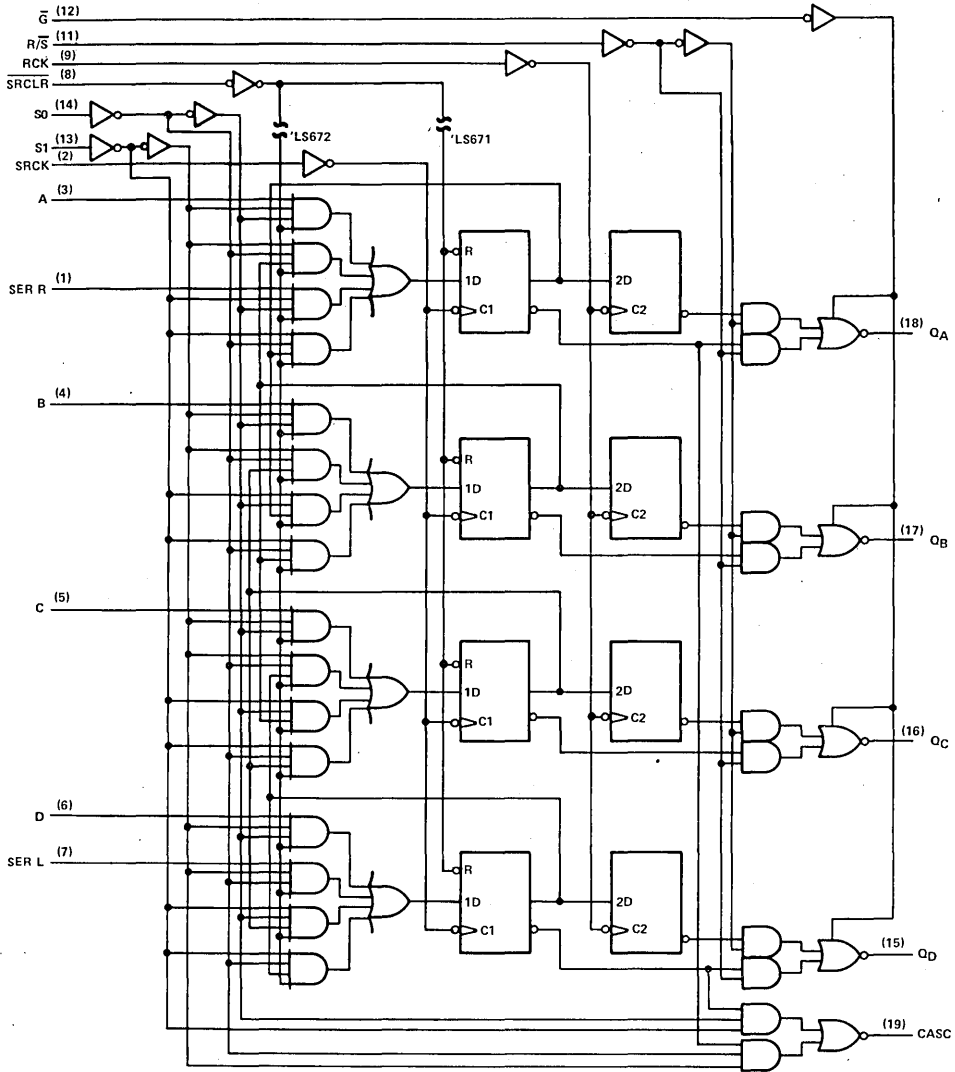 G̅ (12)
R/S̅ (11)
RCK (9)
S̅R̅C̅L̅R̅ (8)
S0 (14)
'LS672
'LS671
S1 (13)
SRCK (2)
A (3)
R
1D
2D
SER R (1)
C1
C2
(18) QA
B (4)
R
1D
2D
C1
C2
(17) QB
C (5)
R
1D
2D
C1
C2
(16) QC
D (6)
SER L (7)
R
1D
2D
C1
C2
(15) QD
(19) CASC